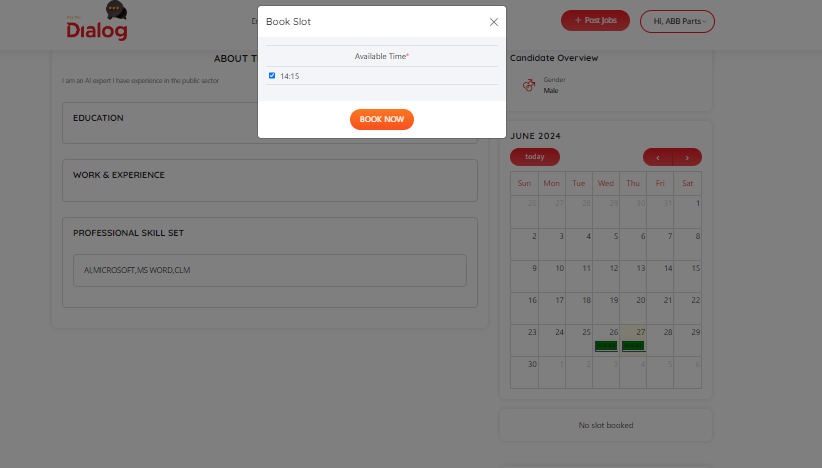 Dialog
Post Jobs
Hi, ABB Parts
Book Slot
Available Time*
14:15
BOOK NOW
ABOUT T
I am an AI expert I have experience in the public sector
EDUCATION
WORK & EXPERIENCE
PROFESSIONAL SKILL SET
AI,MICROSOFT,MS WORD,CLM
Candidate Overview
Gender
Male
JUNE 2024
today
Sun Mon Tue Wed Thu Fri Sat
26 27 28 29 30 31 1
2 3 4 5 6 7 8
9 10 11 12 13 14 15
16 17 18 19 20 21 22
23 24 25 26 27 28 29
30 1 2 3 4 5 6
No slot booked